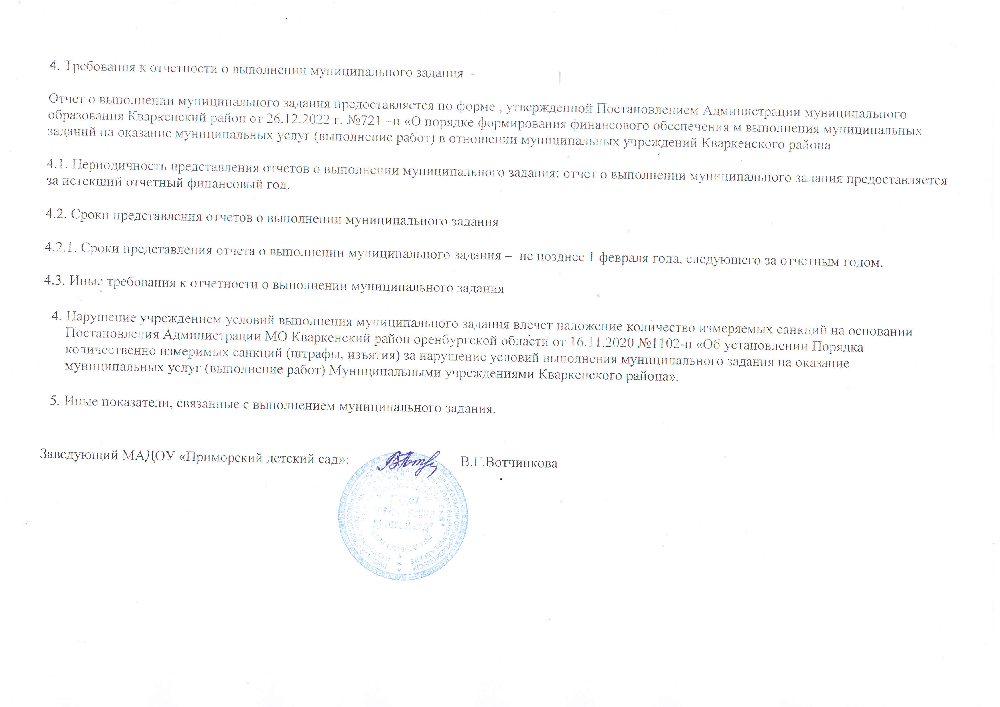 4. Требования к отчетности о выполнении муниципального задания –
Отчет о выполнении муниципального задания предоставляется по форме , утвержденной Постановлением Администрации муниципального
образования Кваркенский район от 26.12.2022 г. №721 –п «О порядке формирования финансового обеспечения м выполнения муниципальных
заданий на оказание муниципальных услуг (выполнение работ) в отношении муниципальных учреждений Кваркенского района
4.1. Периодичность представления отчетов о выполнении муниципального задания: отчет о выполнении муниципального задания предоставляется
за истекший отчетный финансовый год.
4.2. Сроки представления отчетов о выполнении муниципального задания
4.2.1. Сроки представления отчета о выполнении муниципального задания – не позднее 1 февраля года, следующего за отчетным годом.
4.3. Иные требования к отчетности о выполнении муниципального задания
4. Нарушение учреждением условий выполнения муниципального задания влечет наложение количество измеряемых санкций на основании
Постановления Администрации МО Кваркенский район оренбургской области от 16.11.2020 №1102-п «Об установлении Порядка
количественно измеримых санкций (штрафы, изъятия) за нарушение условий выполнения муниципального задания на оказание
муниципальных услуг (выполнение работ) Муниципальными учреждениями Кваркенского района».
5. Иные показатели, связанные с выполнением муниципального задания.
Заведующий МАДОУ «Приморский детский сад»: В.Г.Вотчинкова
МАДОУ
"ПРИМОРСКИЙ
ДЕТСКИЙ САД"